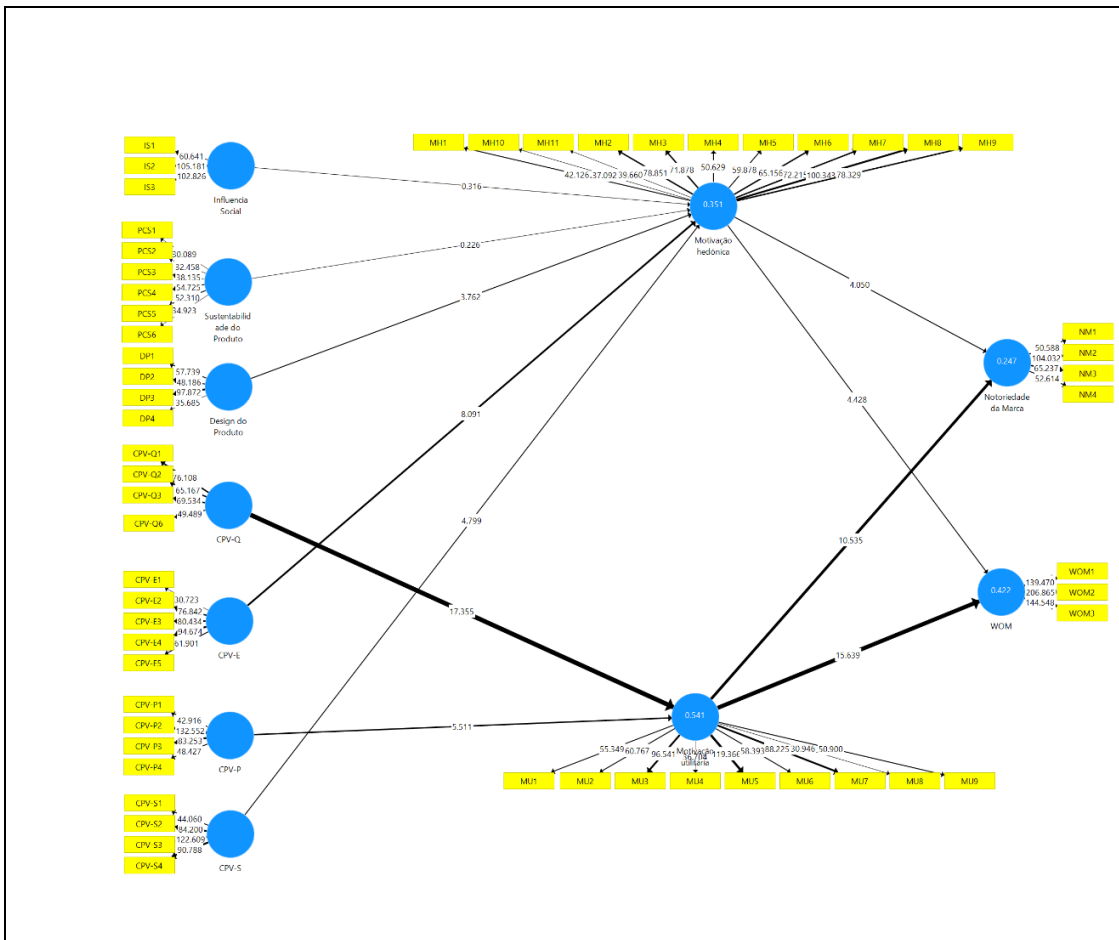 IS1
IS2
IS3
60.641
105.181
102.826
Influencia
Social
0.316
PCS1
PCS2
PCS3
PCS4
PCS5
PCS6
30.089
32.458
38.135
54.725
52.310
34.923
Sustentabilid
ade do
Produto
0.226
DP1
DP2
DP3
DP4
57.739
48.186
97.872
35.685
Design do
Produto
3.762
CPV-Q1
CPV-Q2
CPV-Q3
CPV-Q6
76.108
65.167
69.534
49.489
CPV-Q
17.355
CPV-E1
CPV-E2
CPV-E3
CPV-E4
CPV-E5
30.723
76.842
80.434
94.674
61.901
CPV-E
8.091
CPV-P1
CPV-P2
CPV-P3
CPV-P4
42.916
132.552
83.253
48.427
CPV-P
5.511
CPV-S1
CPV-S2
CPV-S3
CPV-S4
44.060
84.200
122.609
90.788
CPV-S
4.799
MH1
MH10
MH11
MH2
MH3
MH4
MH5
MH6
MH7
MH8
MH9
42.126
37.092
39.660
78.851
71.878
50.629
59.878
65.156
72.215
100.343
78.329
0.351
Motivação
hedônica
4.050
4.428
NM1
NM2
NM3
NM4
50.588
104.032
65.237
52.614
0.247
Notoriedade
da Marca
10.535
WOM1
WOM2
WOM3
139.470
206.865
144.548
0.422
WOM
15.639
0.541
Motivação
utilitária
55.349
60.767
96.541
119.366
58.393
88.225
30.946
50.900
MU1
MU2
MU3
MU4
MU5
MU6
MU7
MU8
MU9